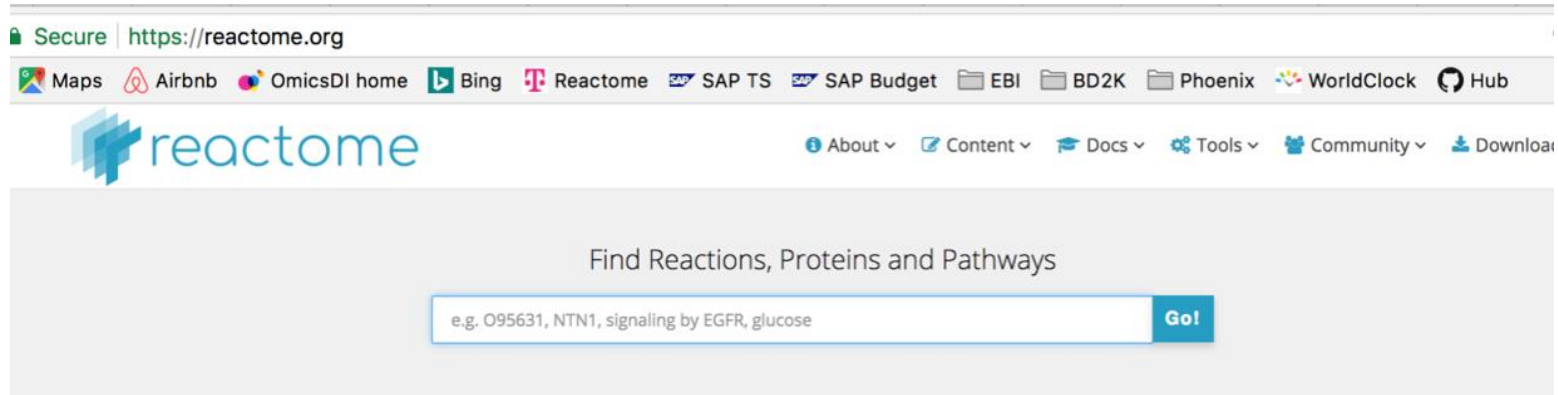 Secure https://reactome.org
Maps Airbnb OmicsDI home Bing Reactome SAP TS SAP Budget EBI BD2K Phoenix WorldClock Hub
reactome About Content Docs Tools Community Download
Find Reactions, Proteins and Pathways
e.g. O95631, NTN1, signaling by EGFR, glucose Go!